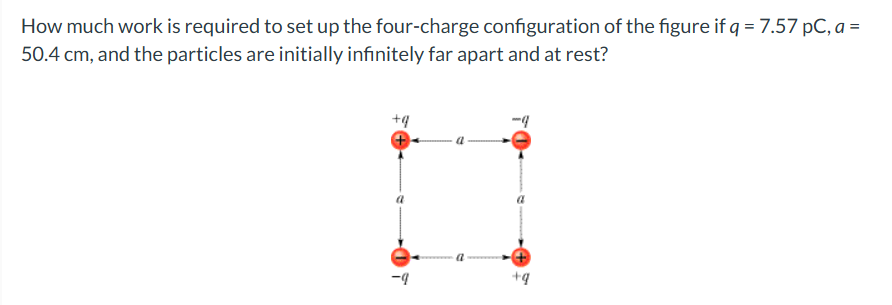 How much work is required to set up the four-charge configuration of the figure if q = 7.57 pC, a =
50.4 cm, and the particles are initially infinitely far apart and at rest?
+q
-q
+
a
-
a
a
-
a
+
-q
+q